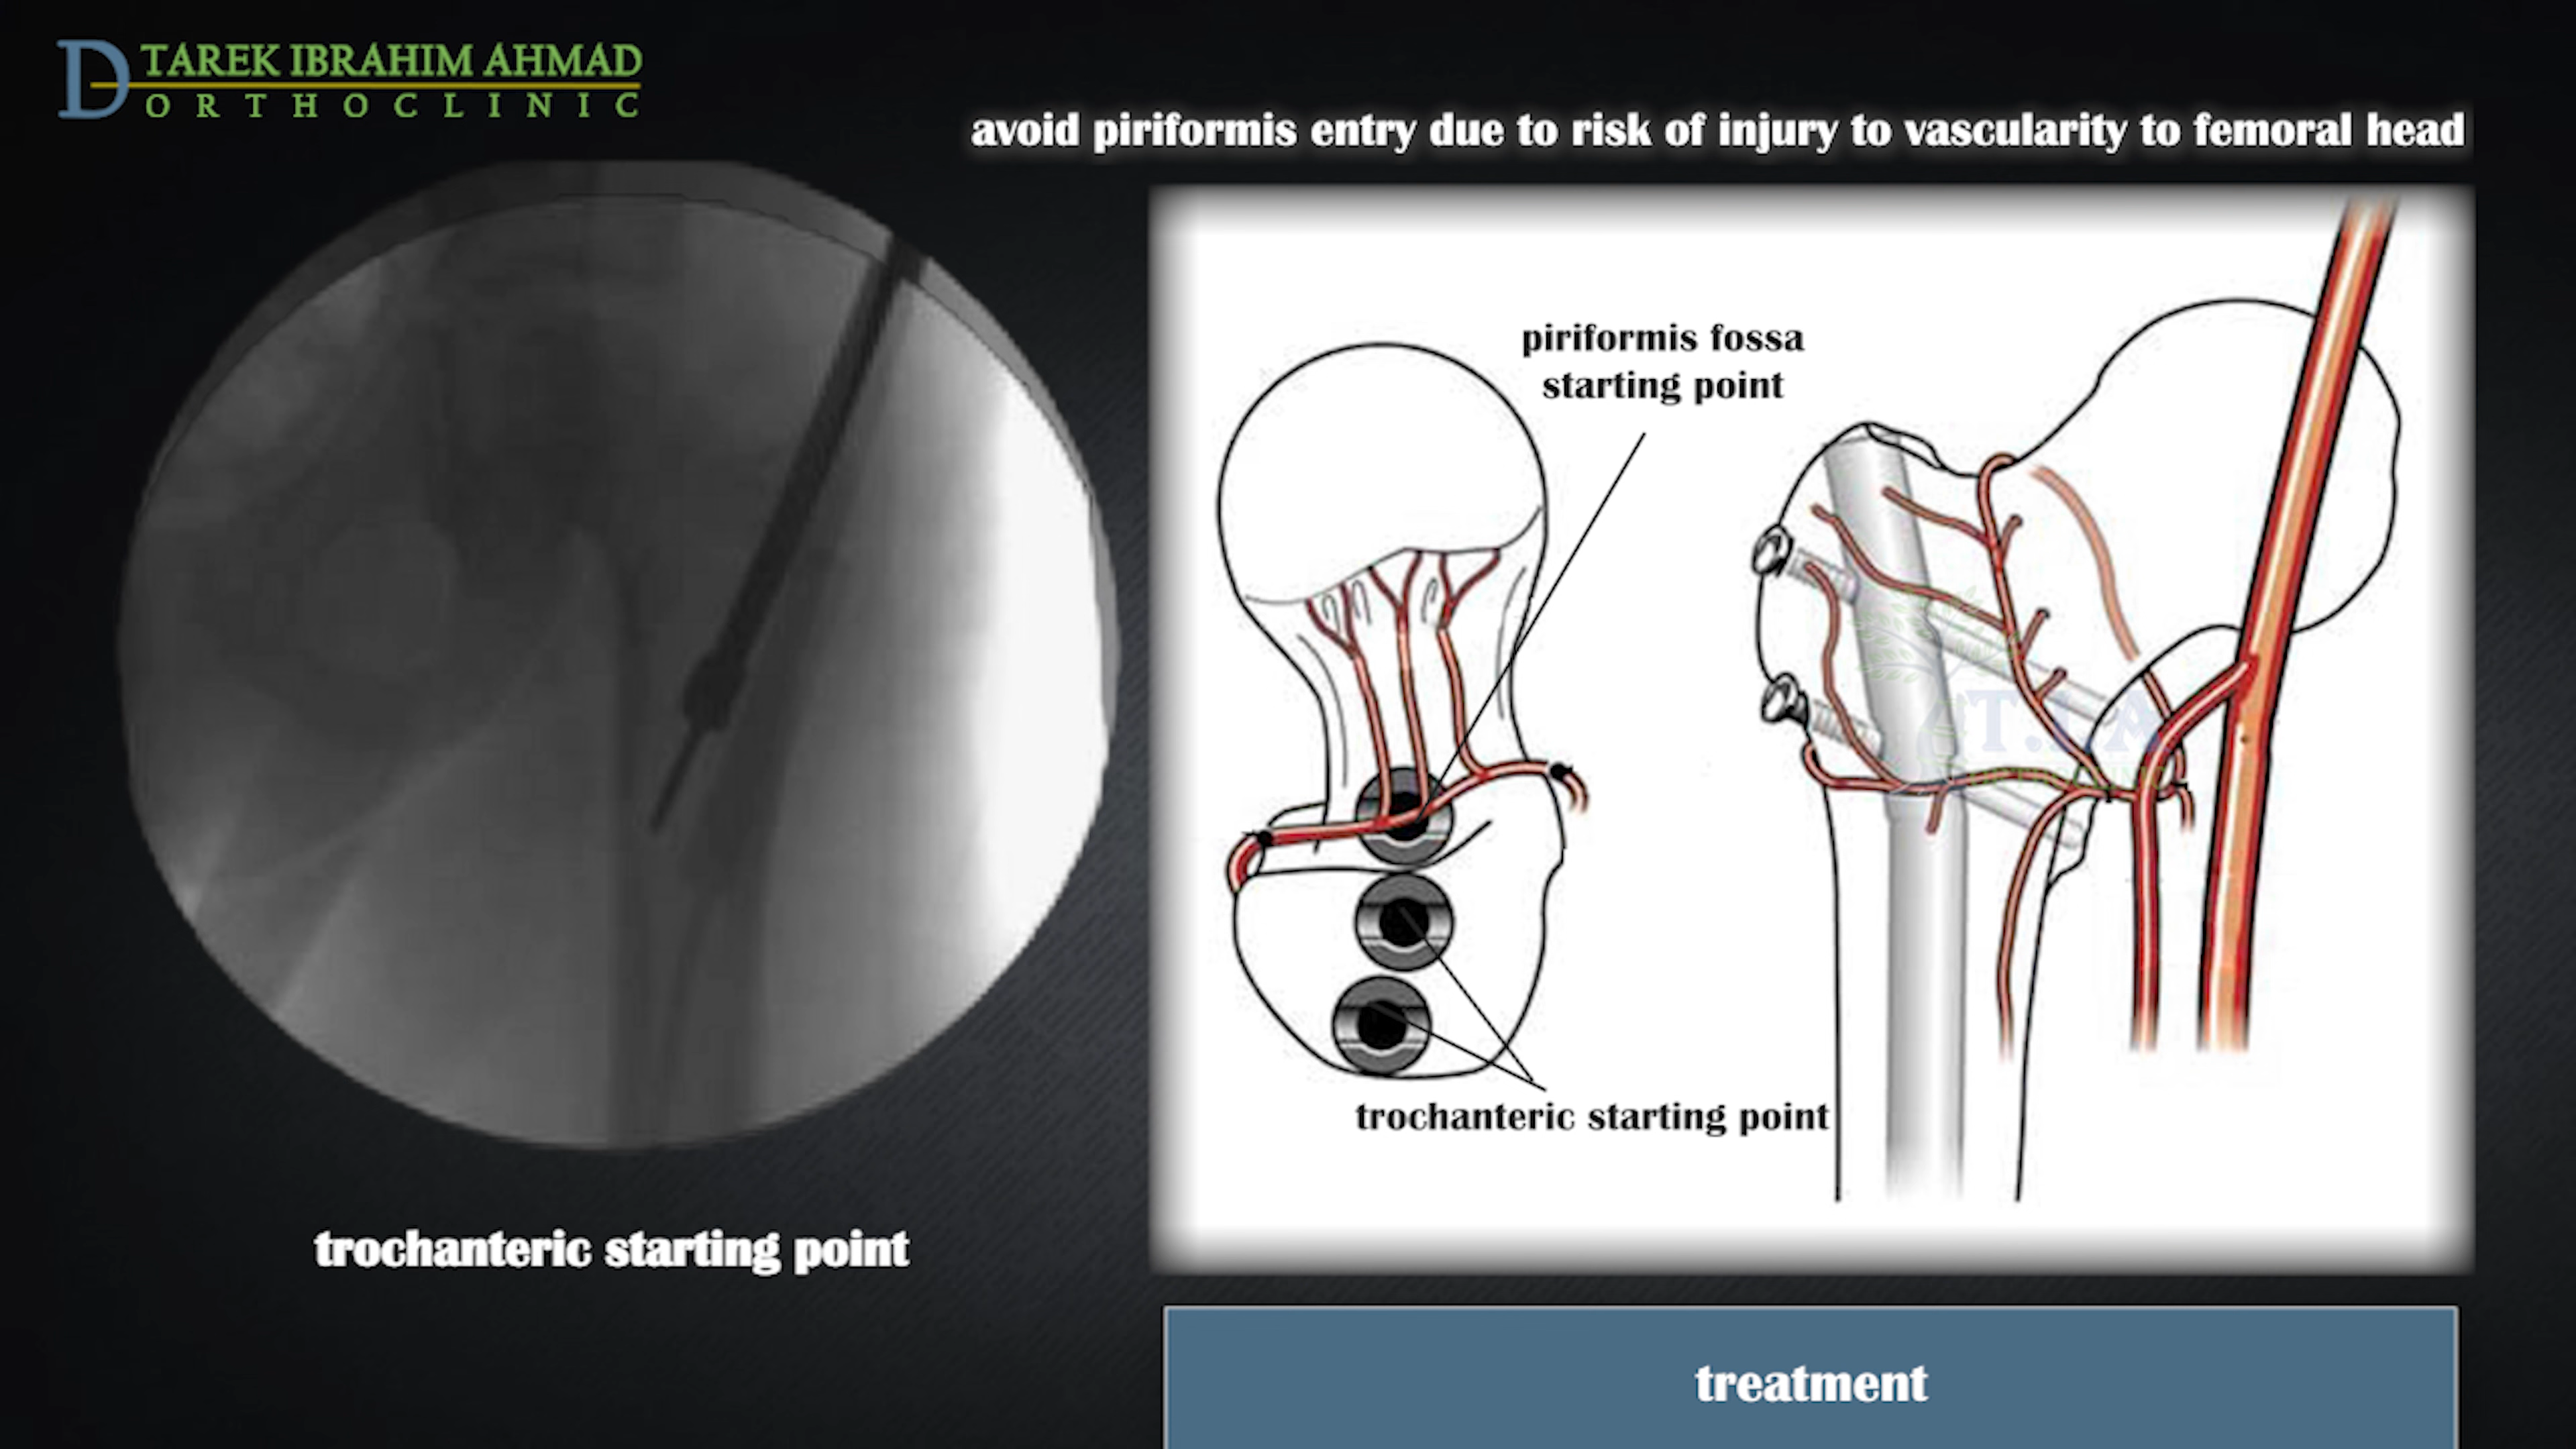 D TAREK IBRAHIM AHMAD
ORTHOCLINIC
avoid piriformis entry due to risk of injury to vascularity to femoral head
piriformis fossa
starting point
T.I.A
trochanteric starting point
trochanteric starting point
treatment